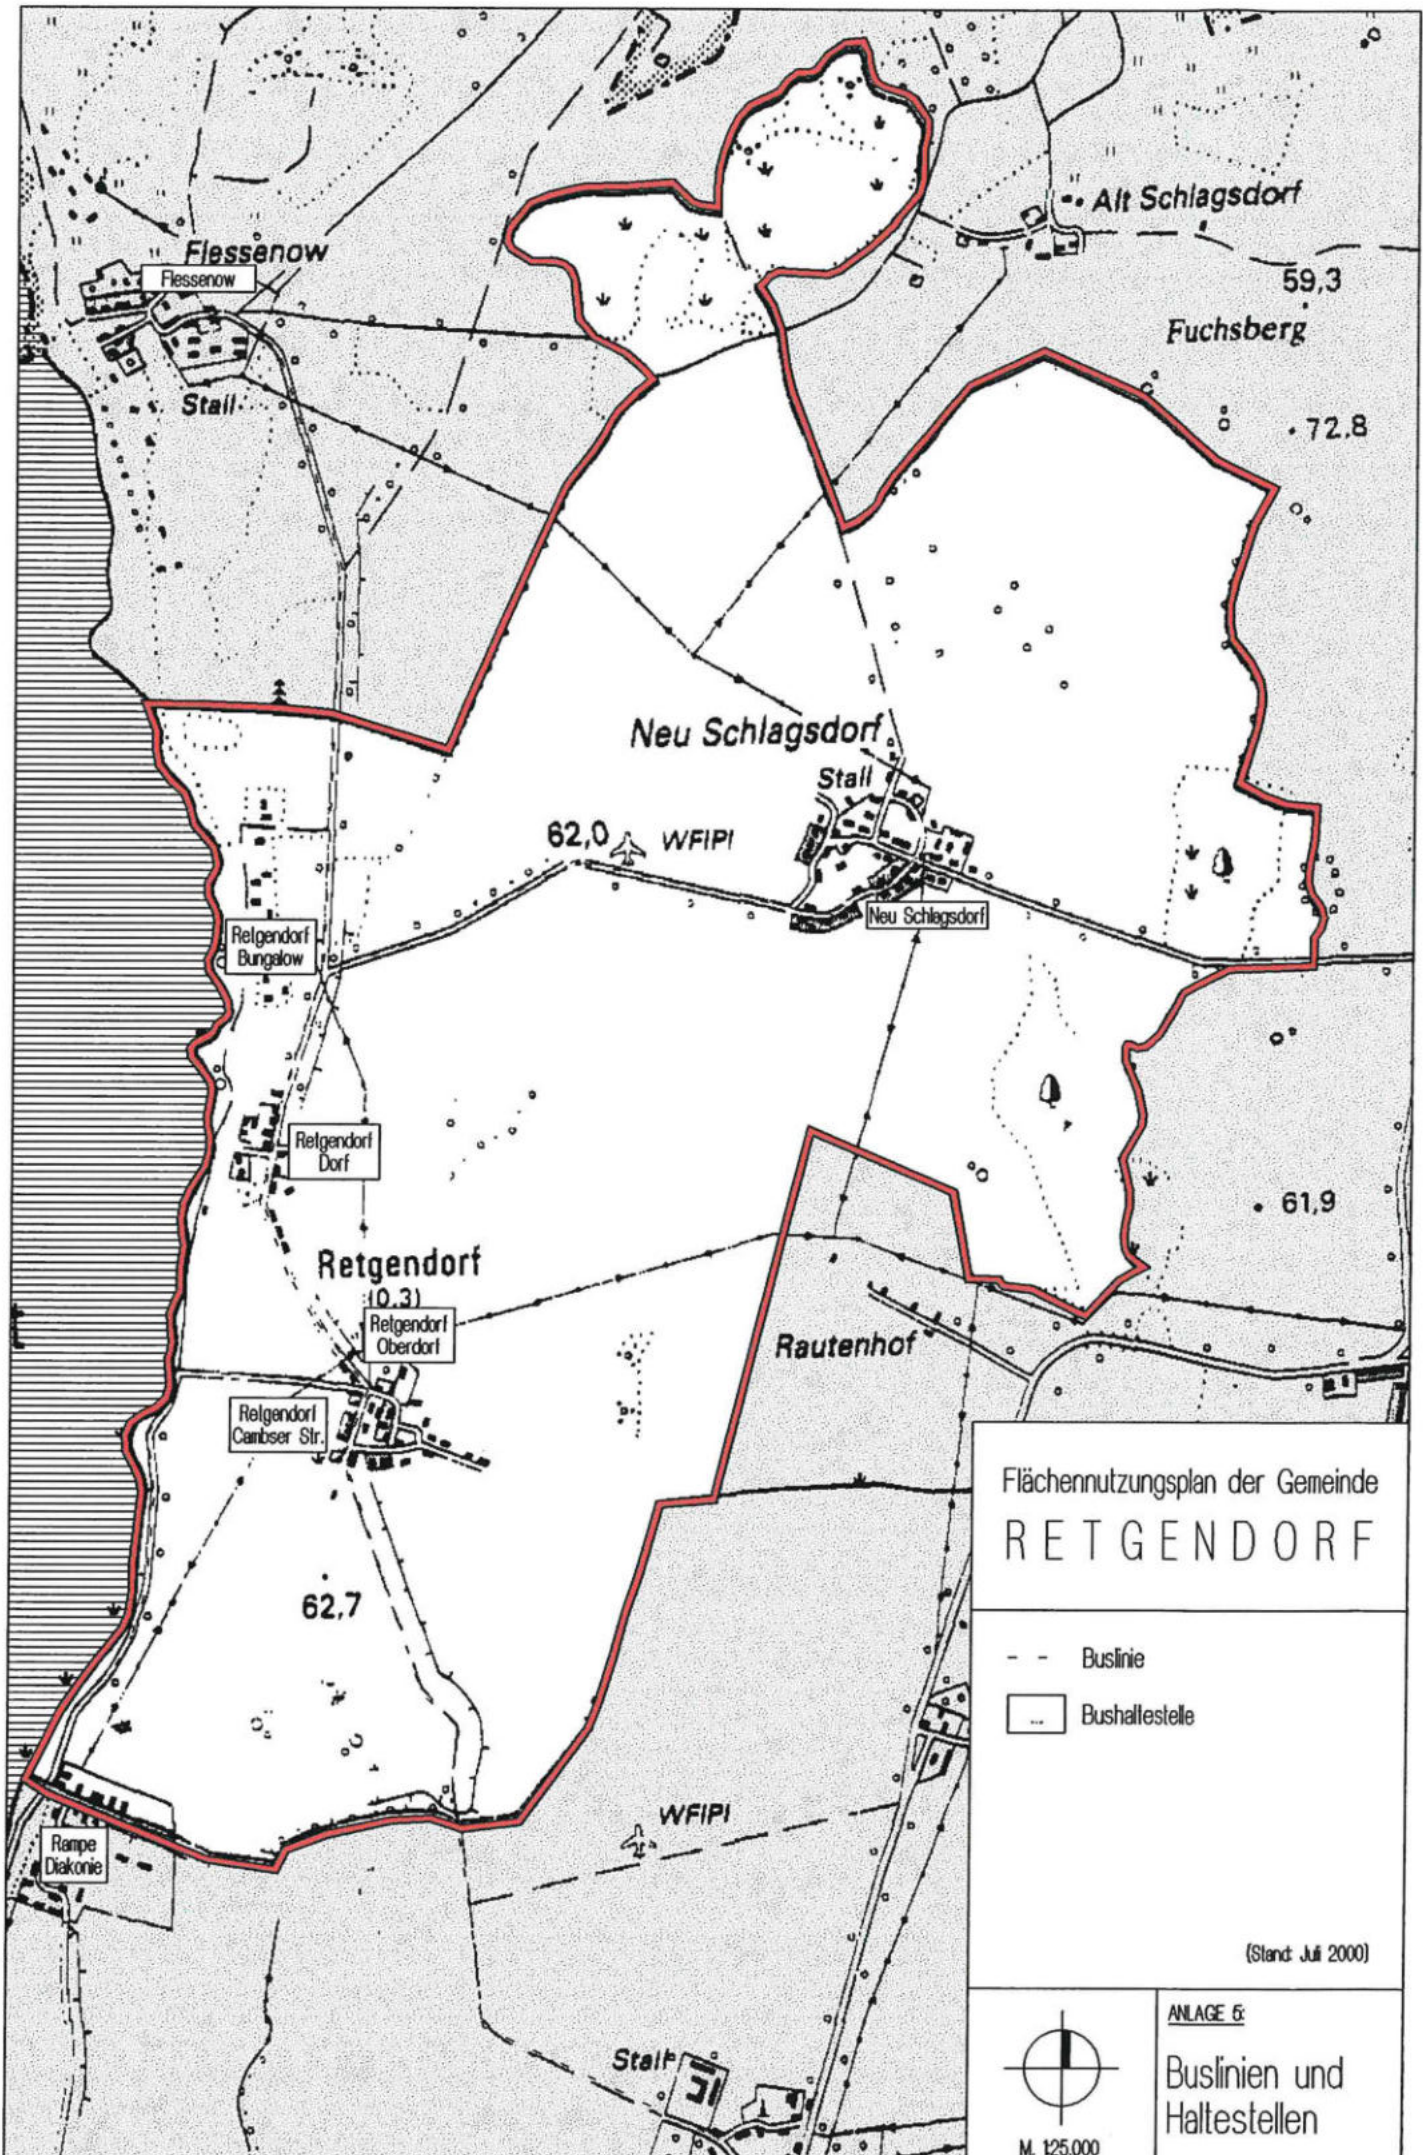 Alt Schlagsdorf
Flessenow
Flessenow
59,3
Fuchsberg
Stall
72.8
Neu Schlagsdorf
Stall
62,0
WFlPl
Neu Schlagsdorf
Retgendorf
Bungalow
Retgendorf
Dorf
61,9
Retgendorf
(0,3)
Retgendorf
Oberdorf
Rautenhof
Retgendorf
Cambser Str.
62,7
WFlPl
Rampe
Diakonie
Stall
Flächennutzungsplan der Gemeinde
RETGENDORF
Buslinie
...
Bushaltestelle
(Stand: Juli 2000)
ANLAGE 5:
Buslinien und
Haltestellen
M. 1:25.000